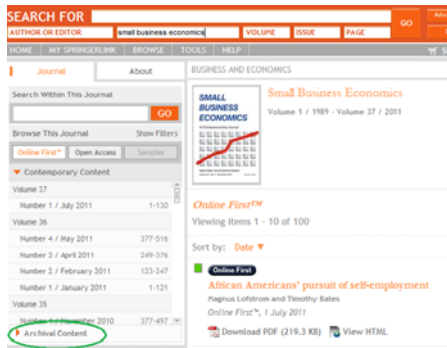 SEARCH FOR
GO
AUTHOR OR EDITOR
small business economics
VOLUME
ISSUE
PAGE
HOME
MY SPRINGERLINK
BROWSE
TOOLS
HELP
Journal
About
Search Within This Journal
GO
Browse This Journal
Show Filters
Online First™
Open Access
Samples
Contemporary Content
Volume 37
Number 1 / July 2011 1-130
Volume 36
Number 4 / May 2011 377-516
Number 3 / April 2011 249-376
Number 2 / February 2011 123-247
Number 1 / January 2011 1-121
Volume 35
Number 4 / November 2010 377-497
Archival Content
BUSINESS AND ECONOMICS
SMALL
BUSINESS
ECONOMICS
Small Business Economics
Volume 1 / 1989 - Volume 37 / 2011
Online First™
Viewing items 1 - 10 of 100
Sort by: Date ▼
Online First
African Americans' pursuit of self-employment
Magnus Lofstrom and Timothy Bates
Online First™, 1 July 2011
Download PDF (219.3 KB)
View HTML